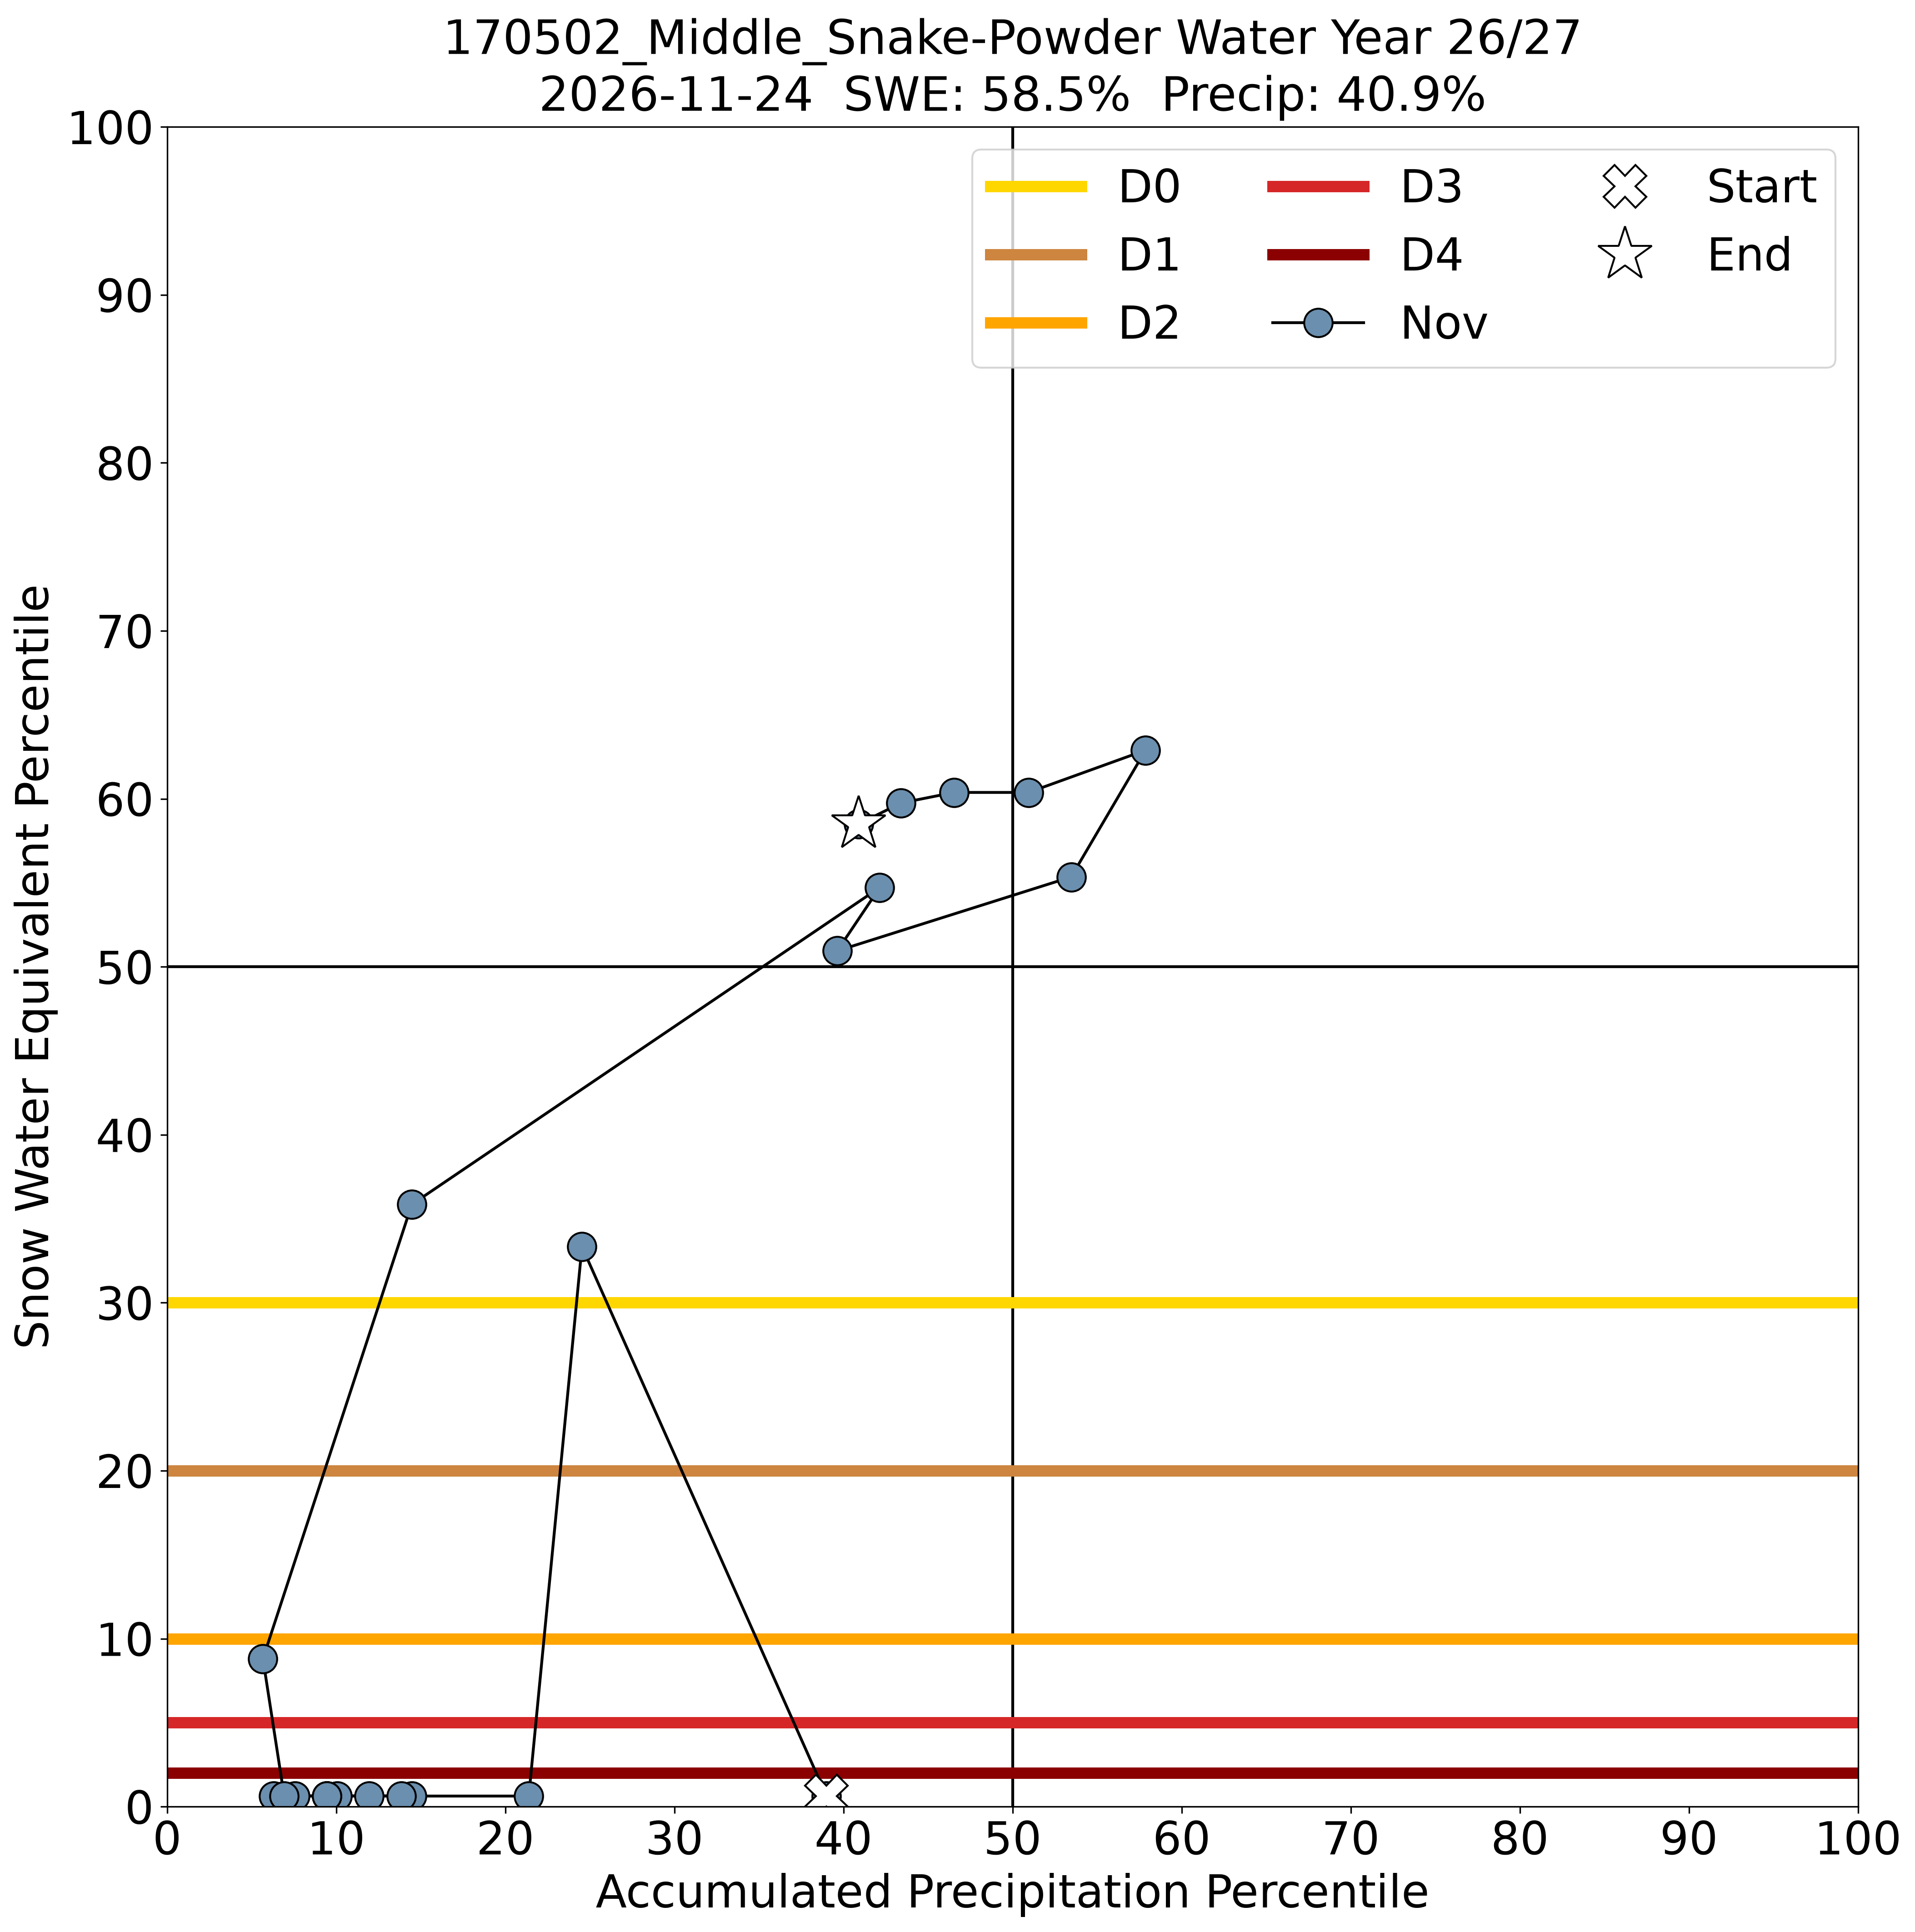 170502_Middle_Snake-Powder Water Year 26/27
2026-11-24 SWE: 58.5% Precip: 40.9%
100
90
80
70
60
50
40
30
20
10
0
Snow Water Equivalent Percentile
D0
D1
D2
D3
D4
Nov
Start
End
0 10 20 30 40 50 60 70 80 90 100
Accumulated Precipitation Percentile